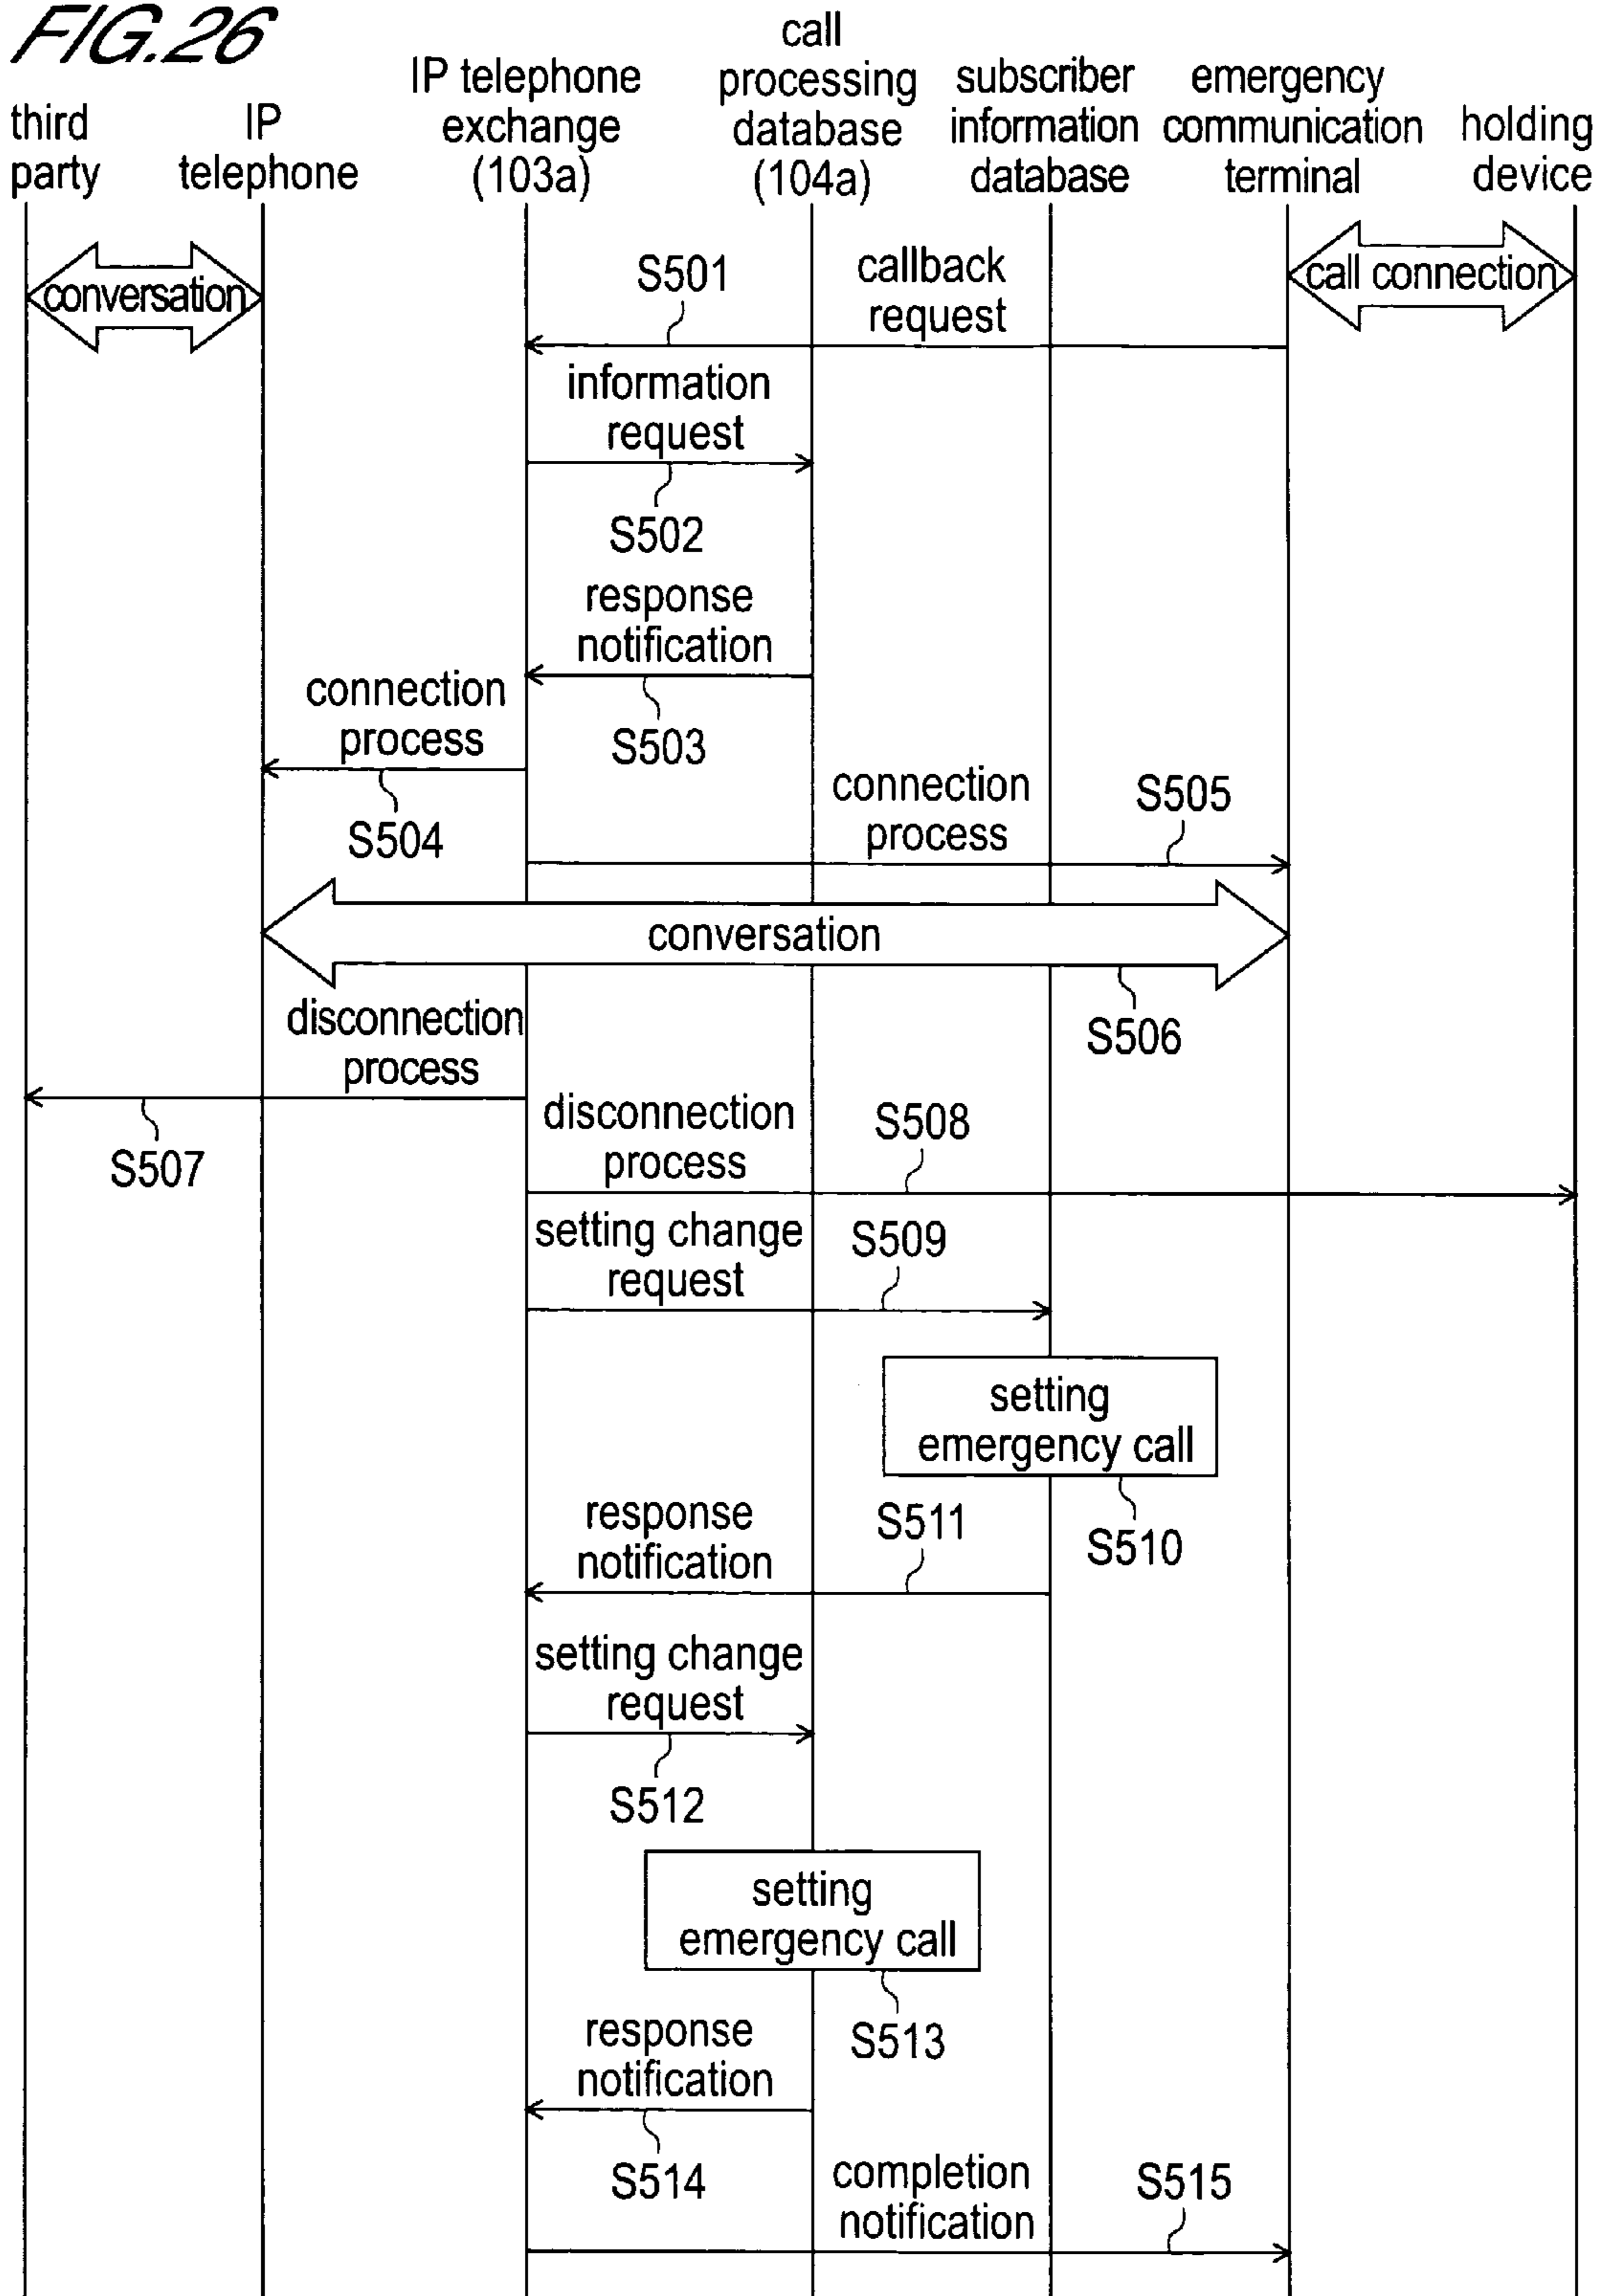 FIG.26
third
party
IP
telephone
IP telephone
exchange
(103a)
call
processing
database
(104a)
subscriber
information
database
emergency
communication
terminal
holding
device
conversation
call connection
S501
callback
request
information
request
S502
response
notification
S503
connection
process
S504
connection
process
S505
conversation
S506
disconnection
process
S507
disconnection
process
S508
setting change
request
S509
setting
emergency call
S510
response
notification
S511
setting change
request
S512
setting
emergency call
S513
response
notification
S514
completion
notification
S515